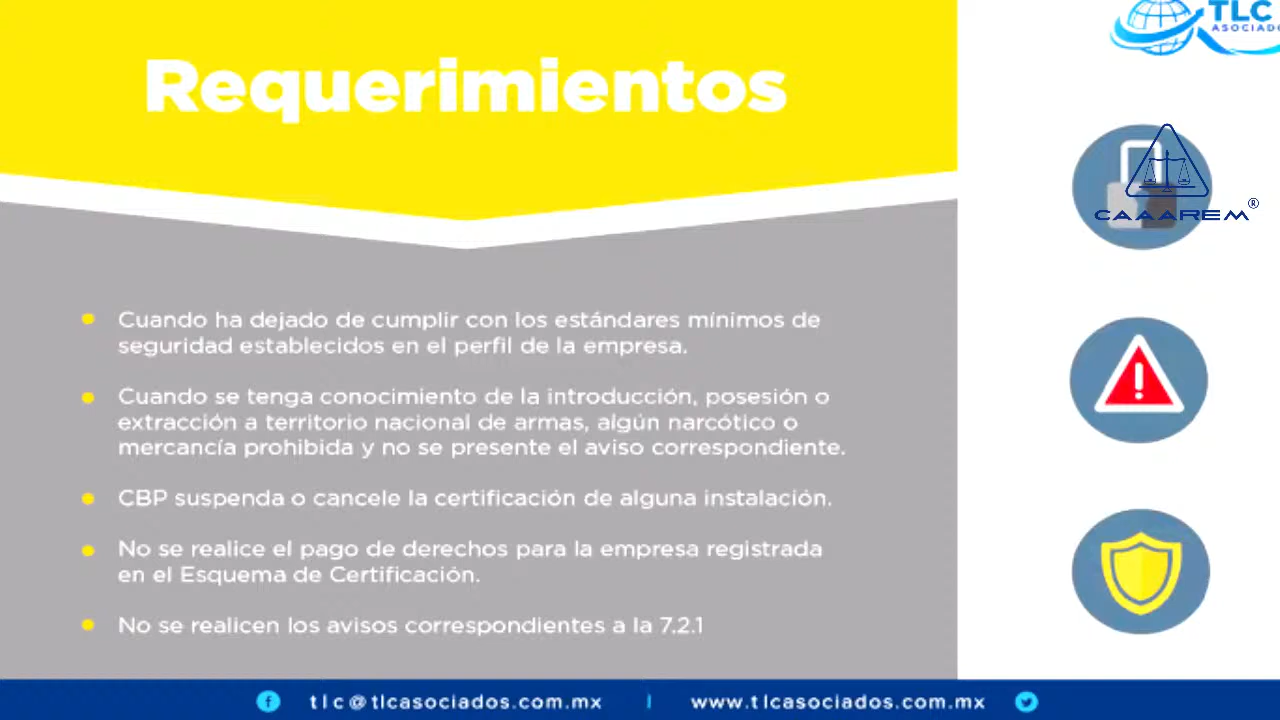 TLC
ASOCIADO
Requerimientos
CAAAREM®
Cuando ha dejado de cumplir con los estándares mínimos de
seguridad establecidos en el perfil de la empresa.
Cuando se tenga conocimiento de la introducción, posesión o
extracción a territorio nacional de armas, algún narcótico o
mercancía prohibida y no se presente el aviso correspondiente.
CBP suspenda o cancele la certificación de alguna instalación.
No se realice el pago de derechos para la empresa registrada
en el Esquema de Certificación.
No se realicen los avisos correspondientes a la 7.2.1
tlc@tlcasociados.com.mx | www.tlcasociados.com.mx